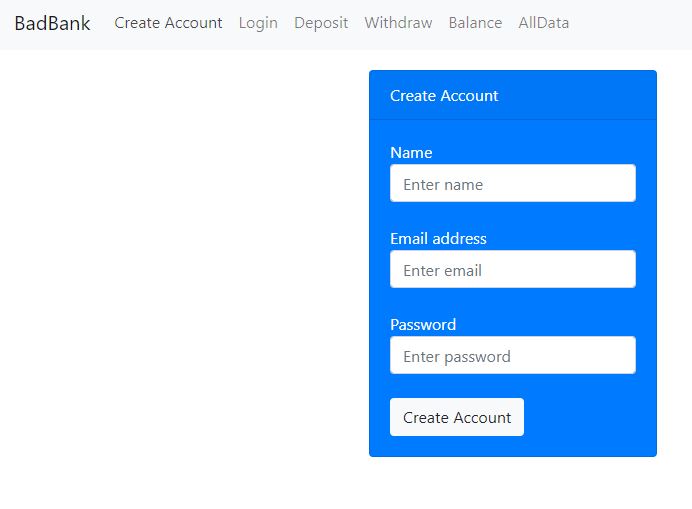 BadBank Create Account Login Deposit Withdraw Balance AllData
Create Account
Name
Enter name
Email address
Enter email
Password
Enter password
Create Account